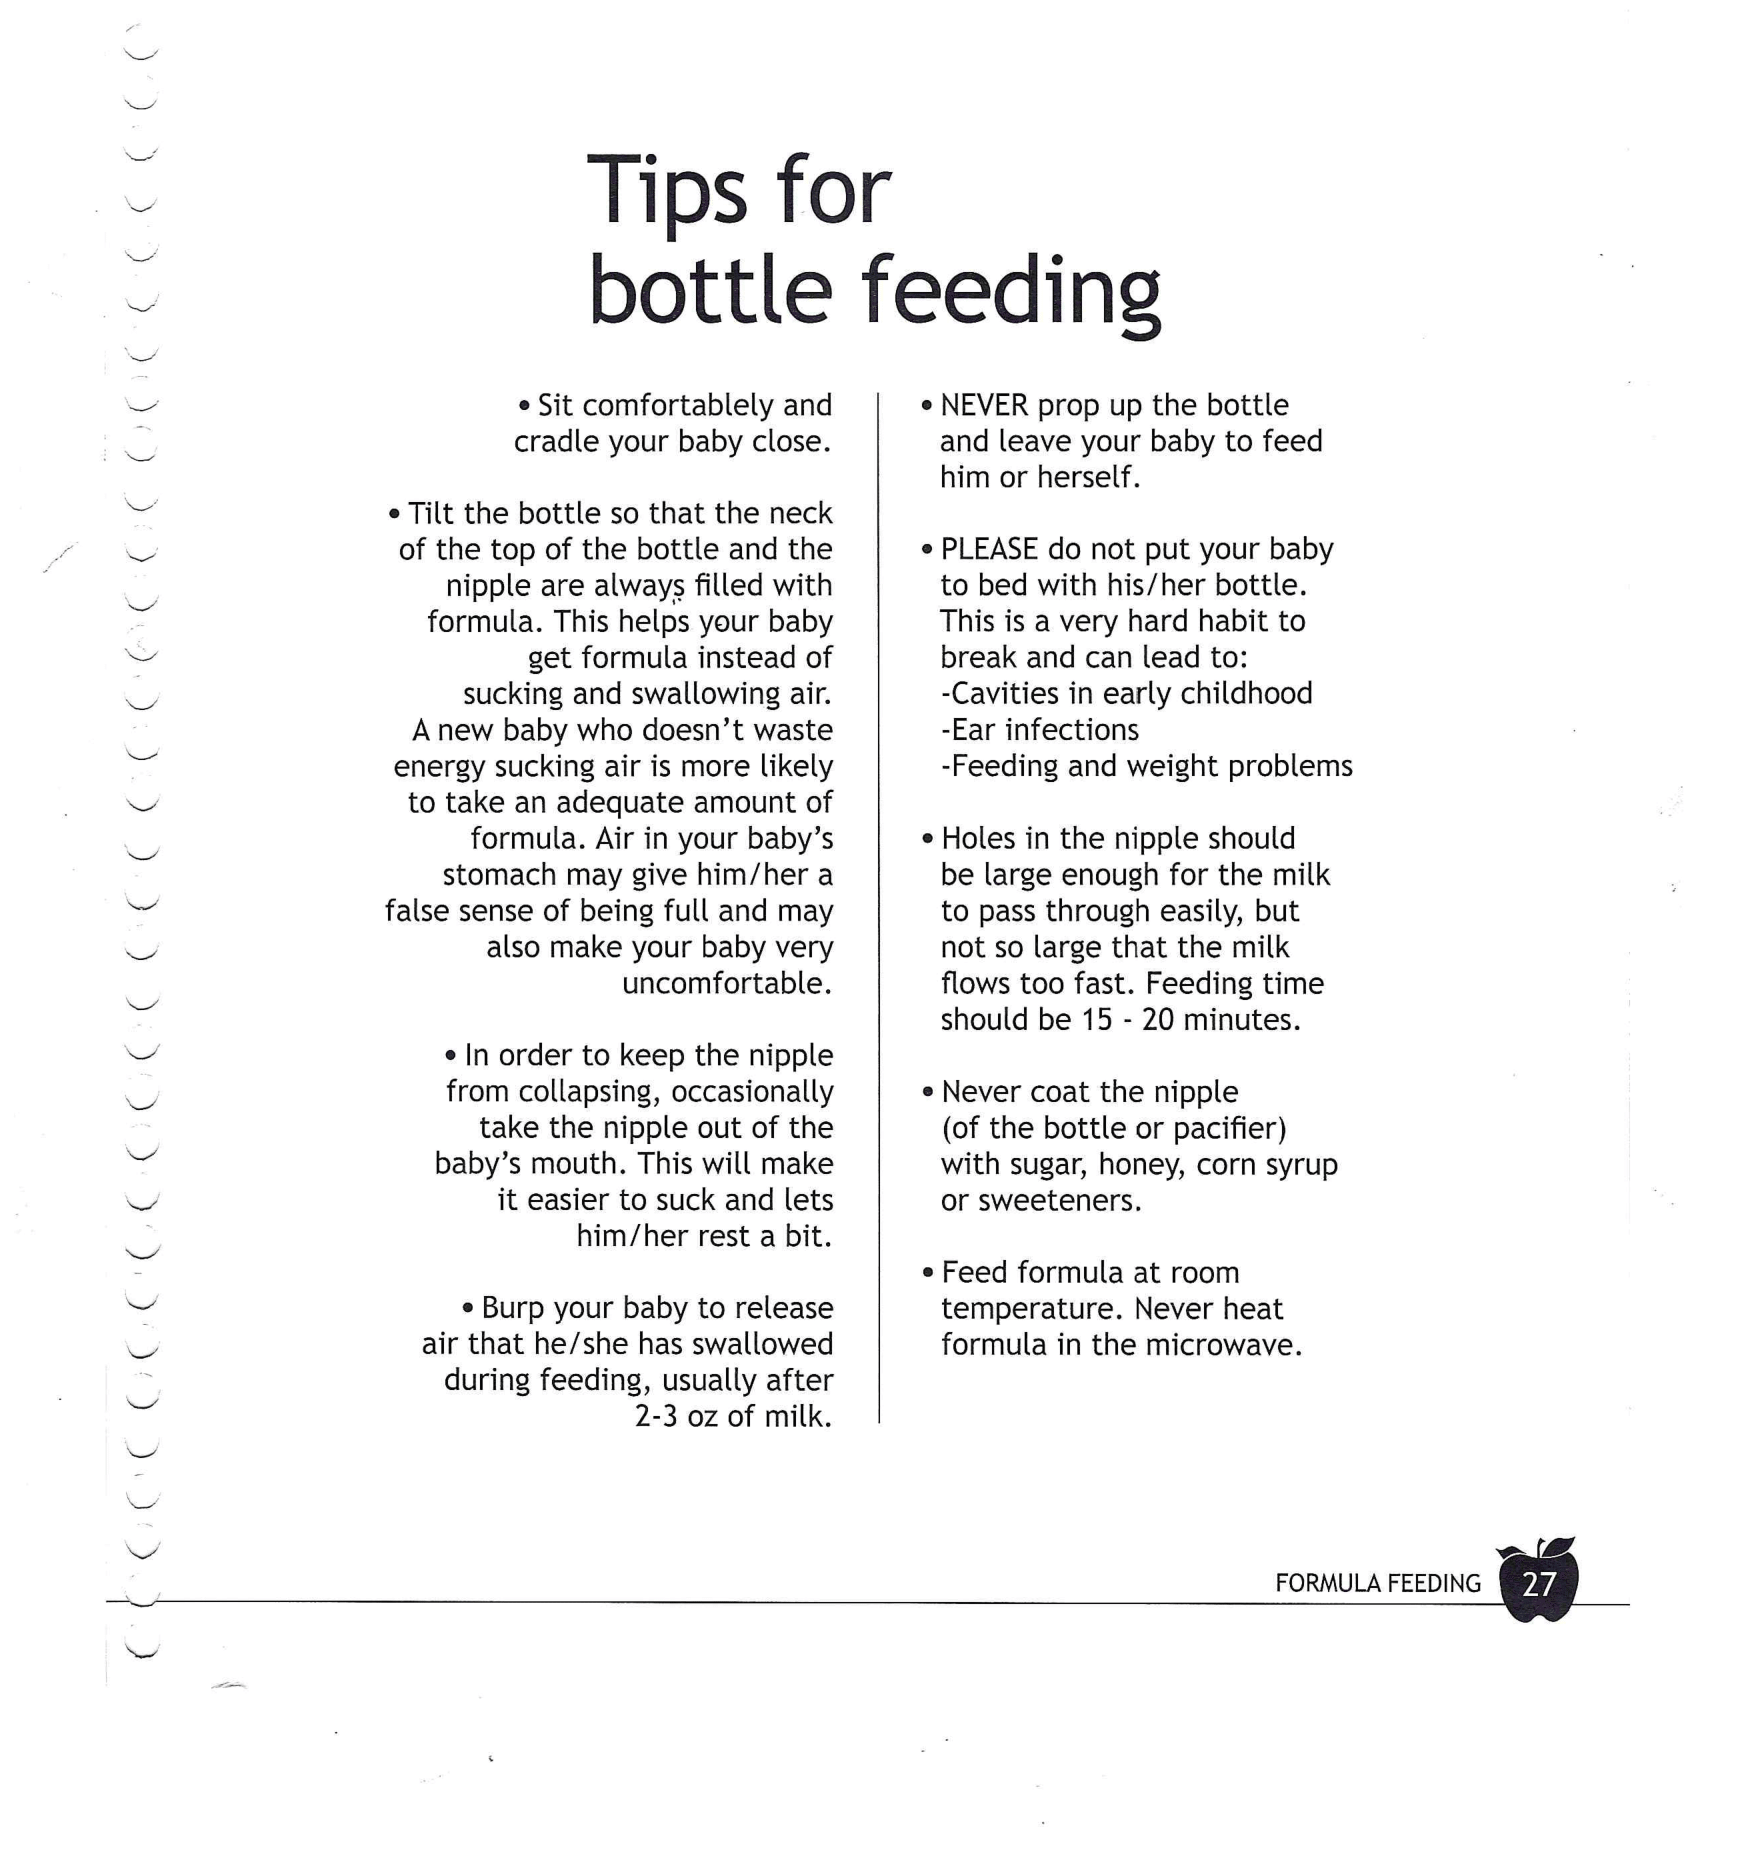 Tips for
bottle feeding
• Sit comfortablely and
cradle your baby close.
• Tilt the bottle so that the neck
of the top of the bottle and the
nipple are always filled with
formula. This helps your baby
get formula instead of
sucking and swallowing air.
A new baby who doesn't waste
energy sucking air is more likely
to take an adequate amount of
formula. Air in your baby's
stomach may give him/her a
false sense of being full and may
also make your baby very
uncomfortable.
• In order to keep the nipple
from collapsing, occasionally
take the nipple out of the
baby's mouth. This will make
it easier to suck and lets
him/her rest a bit.
• Burp your baby to release
air that he/she has swallowed
during feeding, usually after
2-3 oz of milk.
• NEVER prop up the bottle
and leave your baby to feed
him or herself.
• PLEASE do not put your baby
to bed with his/her bottle.
This is a very hard habit to
break and can lead to:
-Cavities in early childhood
-Ear infections
-Feeding and weight problems
• Holes in the nipple should
be large enough for the milk
to pass through easily, but
not so large that the milk
flows too fast. Feeding time
should be 15 - 20 minutes.
• Never coat the nipple
(of the bottle or pacifier)
with sugar, honey, corn syrup
or sweeteners.
• Feed formula at room
temperature. Never heat
formula in the microwave.
FORMULA FEEDING 27